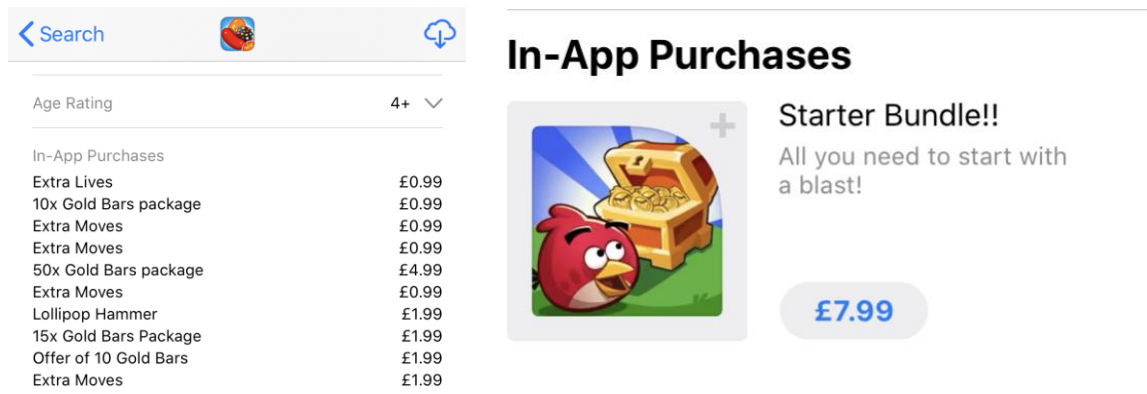 Search
Age Rating 4+
In-App Purchases
Extra Lives £0.99
10x Gold Bars package £0.99
Extra Moves £0.99
Extra Moves £0.99
50x Gold Bars package £4.99
Extra Moves £0.99
Lollipop Hammer £1.99
15x Gold Bars Package £1.99
Offer of 10 Gold Bars £1.99
Extra Moves £1.99
In-App Purchases
Starter Bundle!!
All you need to start with
a blast!
£7.99